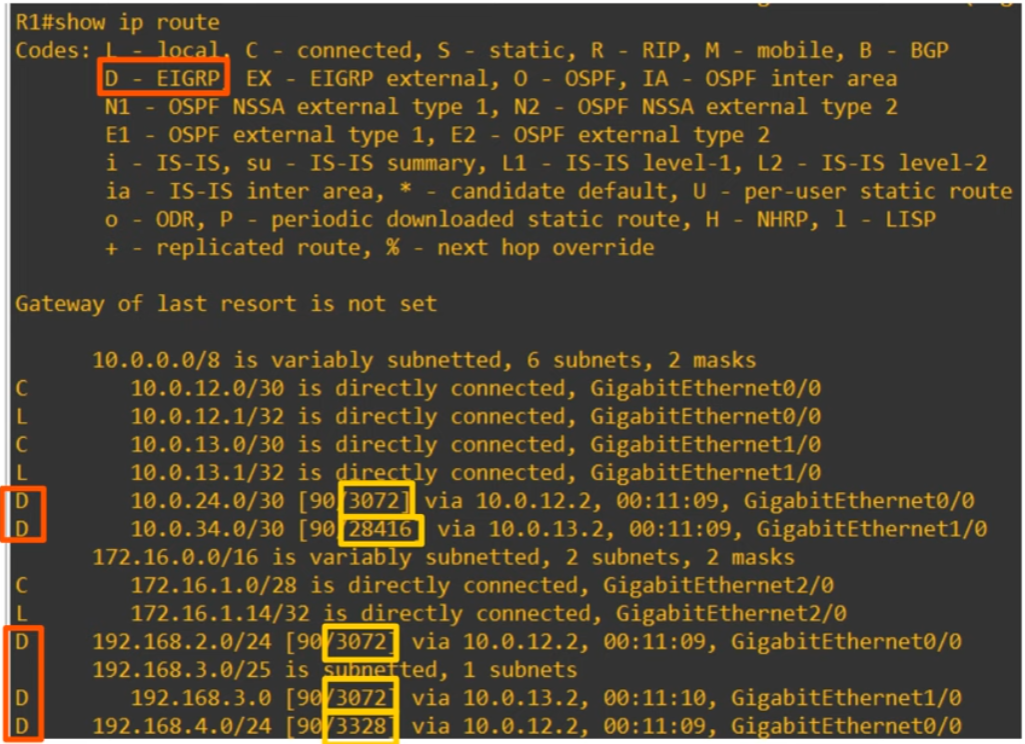 R1#show ip route
Codes: L - local, C - connected, S - static, R - RIP, M - mobile, B - BGP
D - EIGRP, EX - EIGRP external, O - OSPF, IA - OSPF inter area
N1 - OSPF NSSA external type 1, N2 - OSPF NSSA external type 2
E1 - OSPF external type 1, E2 - OSPF external type 2
i - IS-IS, su - IS-IS summary, L1 - IS-IS level-1, L2 - IS-IS level-2
ia - IS-IS inter area, * - candidate default, U - per-user static route
o - ODR, P - periodic downloaded static route, H - NHRP, l - LISP
+ - replicated route, % - next hop override
Gateway of last resort is not set
10.0.0.0/8 is variably subnetted, 6 subnets, 2 masks
C 10.0.12.0/30 is directly connected, GigabitEthernet0/0
L 10.0.12.1/32 is directly connected, GigabitEthernet0/0
C 10.0.13.0/30 is directly connected, GigabitEthernet1/0
L 10.0.13.1/32 is directly connected, GigabitEthernet1/0
D 10.0.24.0/30 [90/3072] via 10.0.12.2, 00:11:09, GigabitEthernet0/0
D 10.0.34.0/30 [90/28416] via 10.0.13.2, 00:11:09, GigabitEthernet1/0
172.16.0.0/16 is variably subnetted, 2 subnets, 2 masks
C 172.16.1.0/28 is directly connected, GigabitEthernet2/0
L 172.16.1.14/32 is directly connected, GigabitEthernet2/0
D 192.168.2.0/24 [90/3072] via 10.0.12.2, 00:11:09, GigabitEthernet0/0
192.168.3.0/25 is subnetted, 1 subnets
D 192.168.3.0 [90/3072] via 10.0.13.2, 00:11:10, GigabitEthernet1/0
D 192.168.4.0/24 [90/3328] via 10.0.12.2, 00:11:09, GigabitEthernet0/0